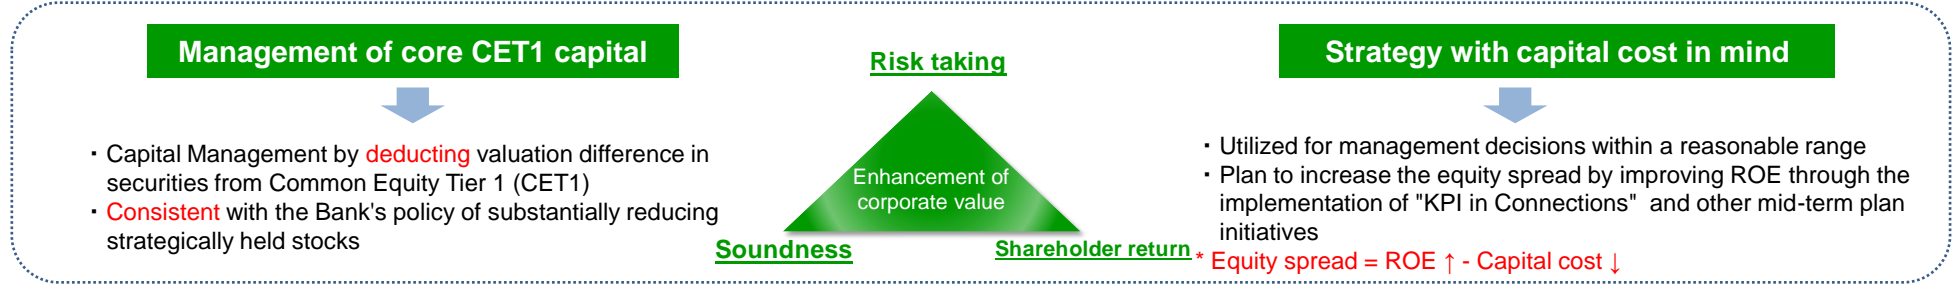 Management of core CET1 capital
・Capital Management by deducting valuation difference in
securities from Common Equity Tier 1 (CET1)
・Consistent with the Bank's policy of substantially reducing
strategically held stocks
Risk taking
Enhancement of
corporate value
Soundness
Shareholder return
Strategy with capital cost in mind
・Utilized for management decisions within a reasonable range
・Plan to increase the equity spread by improving ROE through the
implementation of "KPI in Connections" and other mid-term plan
initiatives
* Equity spread = ROE ↑ - Capital cost ↓